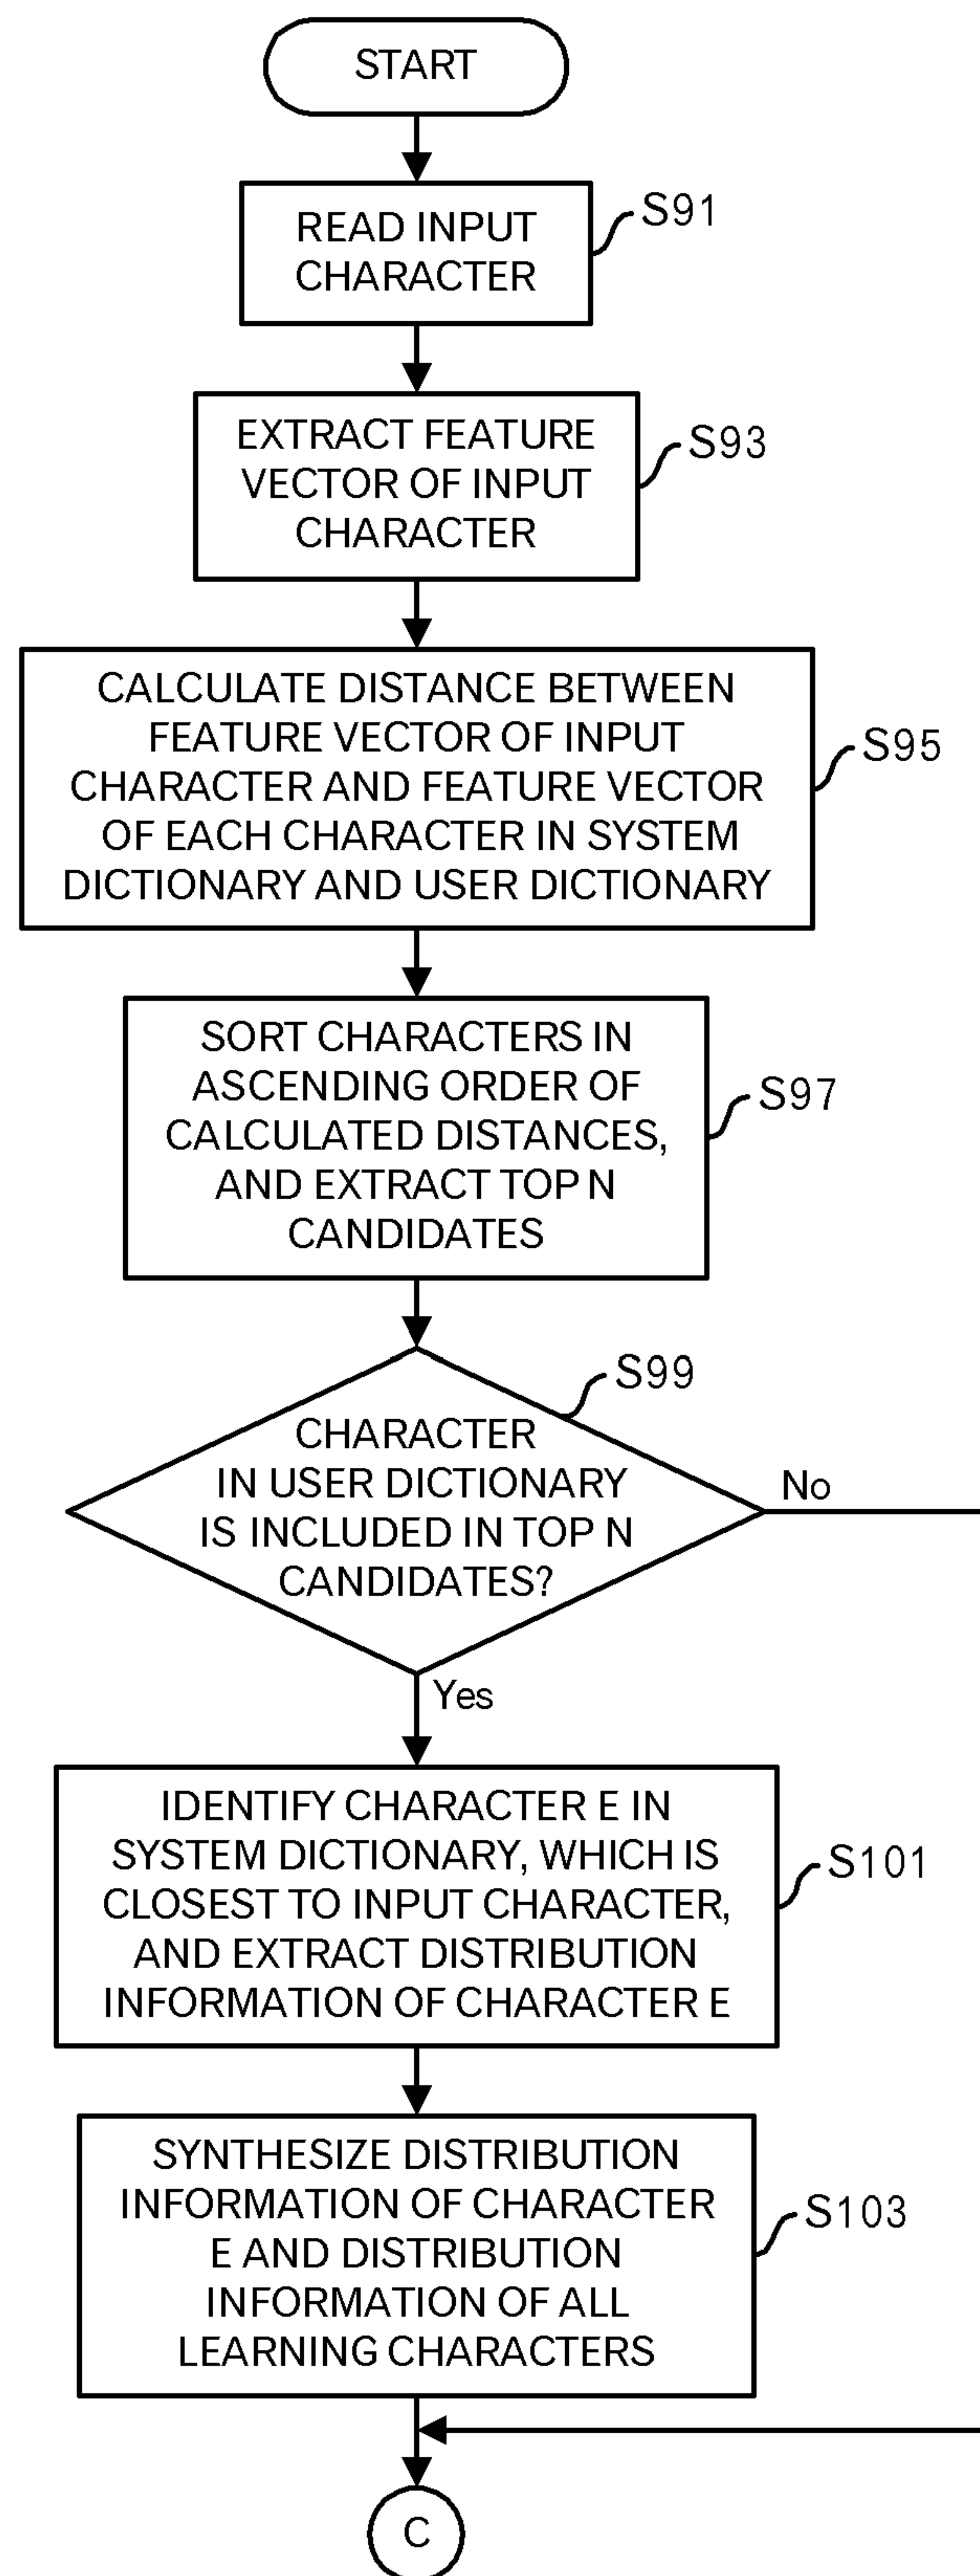 START
READ INPUT
CHARACTER
S91
EXTRACT FEATURE
VECTOR OF INPUT
CHARACTER
S93
CALCULATE DISTANCE BETWEEN
FEATURE VECTOR OF INPUT
CHARACTER AND FEATURE VECTOR
OF EACH CHARACTER IN SYSTEM
DICTIONARY AND USER DICTIONARY
S95
SORT CHARACTERS IN
ASCENDING ORDER OF
CALCULATED DISTANCES,
AND EXTRACT TOP N
CANDIDATES
S97
S99
CHARACTER
IN USER DICTIONARY
IS INCLUDED IN TOP N
CANDIDATES?
No
Yes
IDENTIFY CHARACTER E IN
SYSTEM DICTIONARY, WHICH IS
CLOSEST TO INPUT CHARACTER,
AND EXTRACT DISTRIBUTION
INFORMATION OF CHARACTER E
S101
SYNTHESIZE DISTRIBUTION
INFORMATION OF CHARACTER
E AND DISTRIBUTION
INFORMATION OF ALL
LEARNING CHARACTERS
S103
C